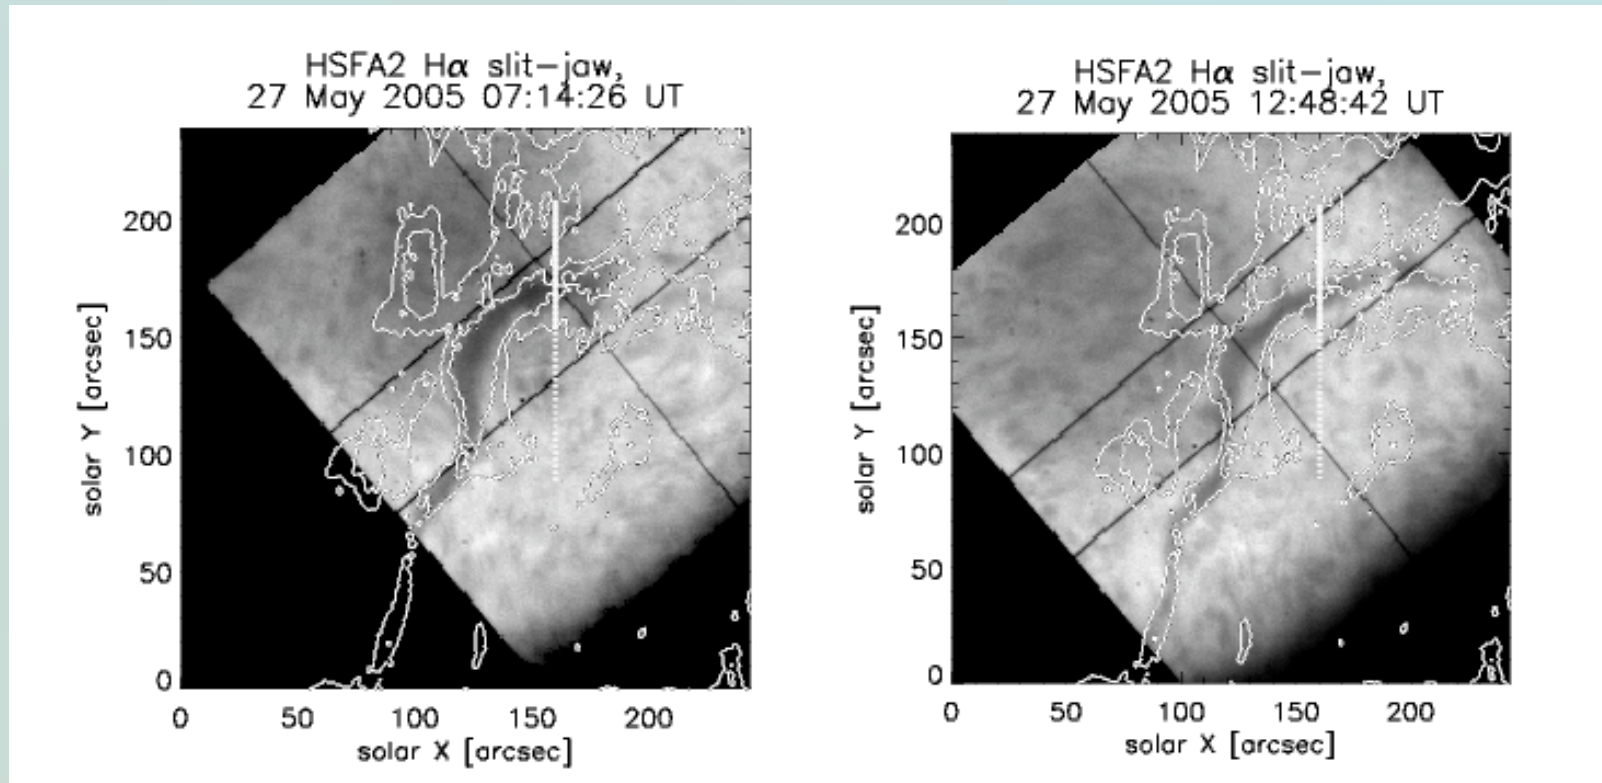 HSFA2 Hα slit-jaw,
27 May 2005 07:14:26 UT
200
150
100
50
0
solar Y [arcsec]
0 50 100 150 200
solar X [arcsec]
HSFA2 Hα slit-jaw,
27 May 2005 12:48:42 UT
200
150
100
50
0
solar Y [arcsec]
0 50 100 150 200
solar X [arcsec]